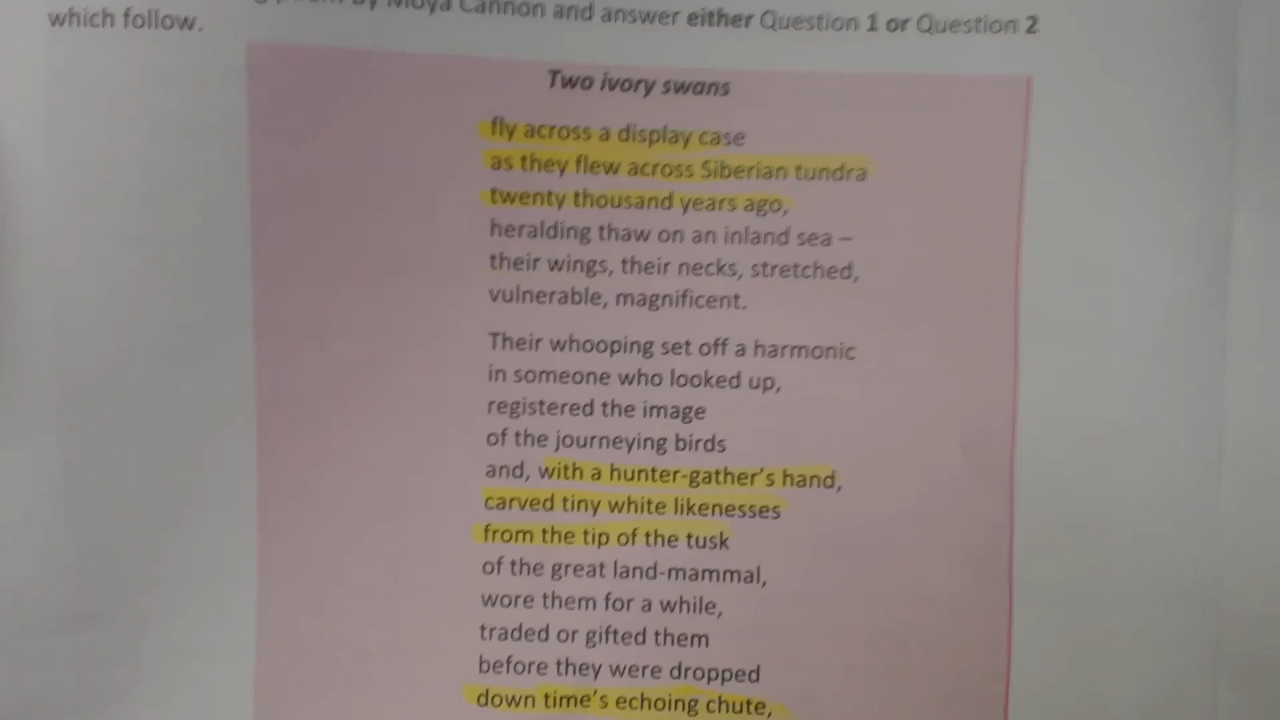 poem by Moya Cannon and answer either Question 1 or Question 2
which follow.
Two ivory swans
fly across a display case
as they flew across Siberian tundra
twenty thousand years ago,
heralding thaw on an inland sea –
their wings, their necks, stretched,
vulnerable, magnificent.
Their whooping set off a harmonic
in someone who looked up,
registered the image
of the journeying birds
and, with a hunter-gather's hand,
carved tiny white likenesses
from the tip of the tusk
of the great land-mammal,
wore them for a while,
traded or gifted them
before they were dropped
down time's echoing chute,